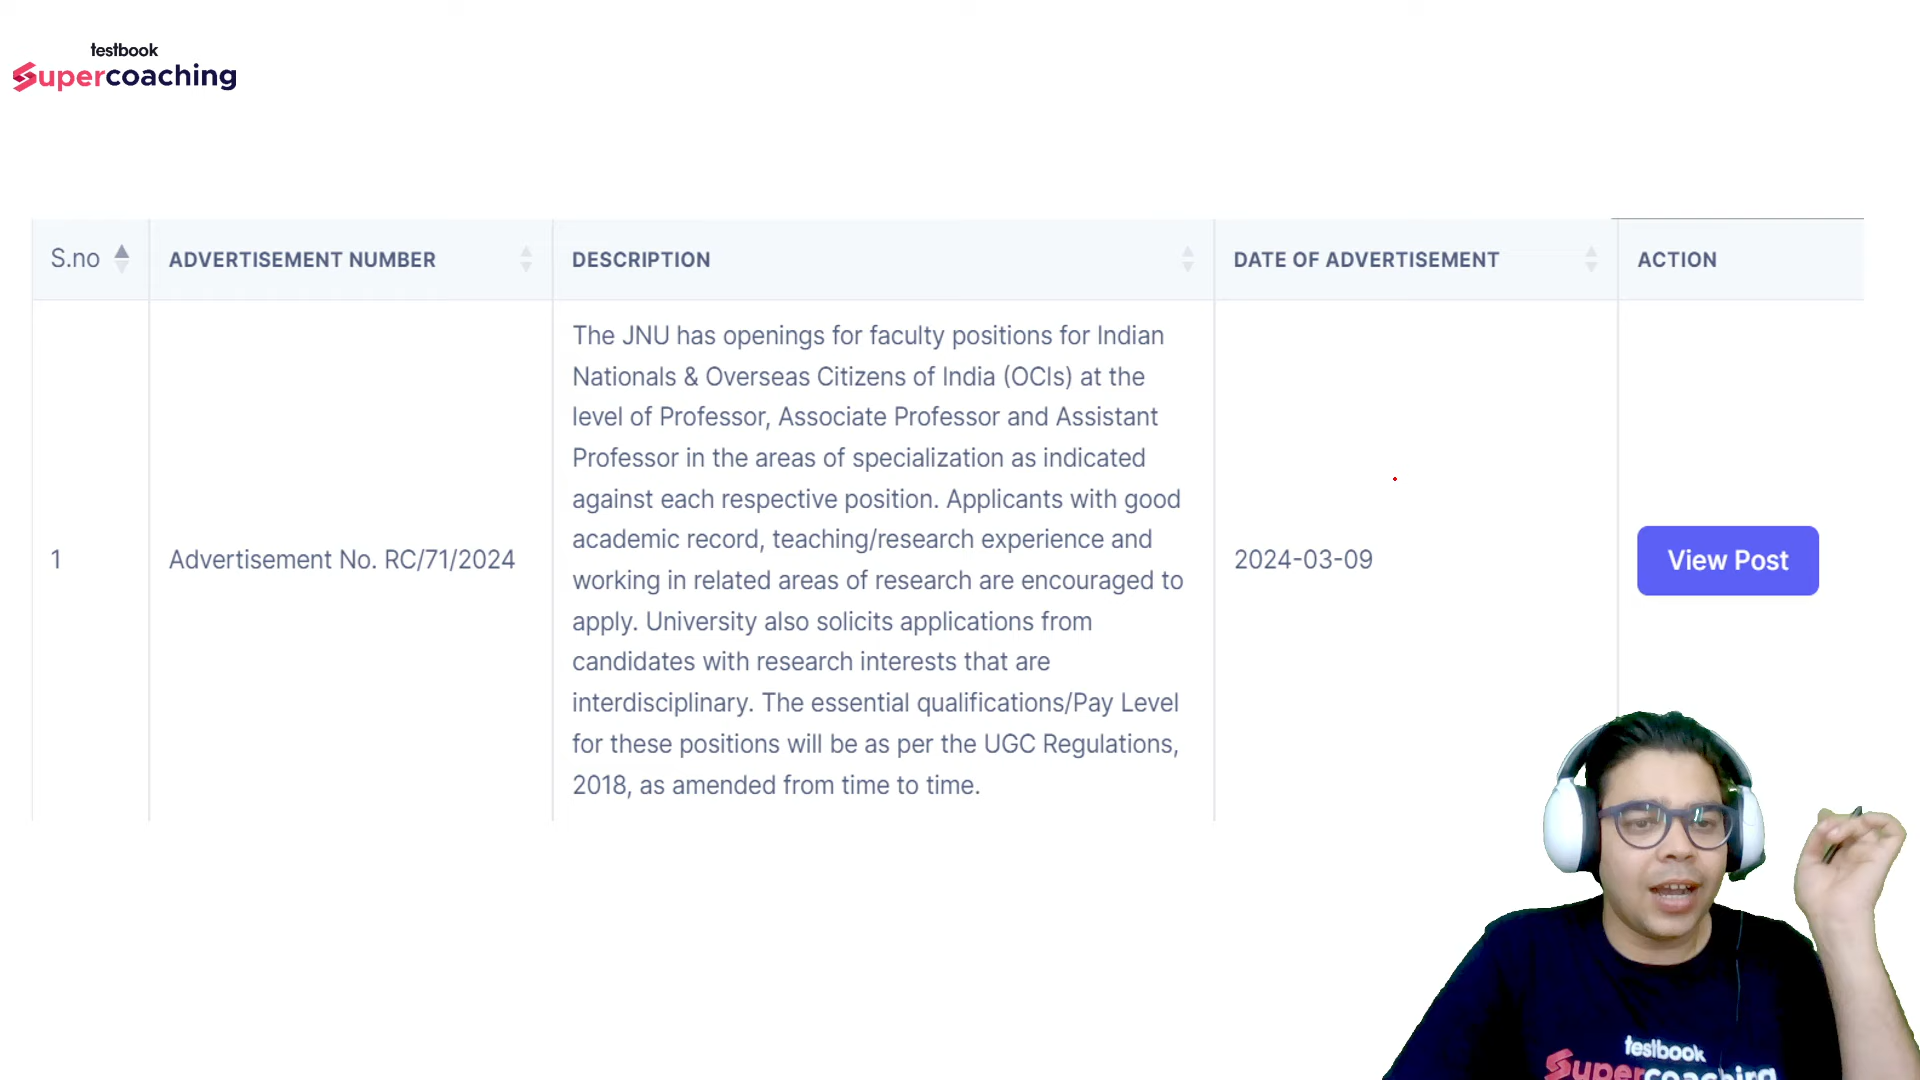 testbook
Supercoaching
S.no
ADVERTISEMENT NUMBER
DESCRIPTION
DATE OF ADVERTISEMENT
ACTION
1
Advertisement No. RC/71/2024
The JNU has openings for faculty positions for Indian
Nationals & Overseas Citizens of India (OCIs) at the
level of Professor, Associate Professor and Assistant
Professor in the areas of specialization as indicated
against each respective position. Applicants with good
academic record, teaching/research experience and
working in related areas of research are encouraged to
apply. University also solicits applications from
candidates with research interests that are
interdisciplinary. The essential qualifications/Pay Level
for these positions will be as per the UGC Regulations,
2018, as amended from time to time.
2024-03-09
View Post
testbook
Supercoaching